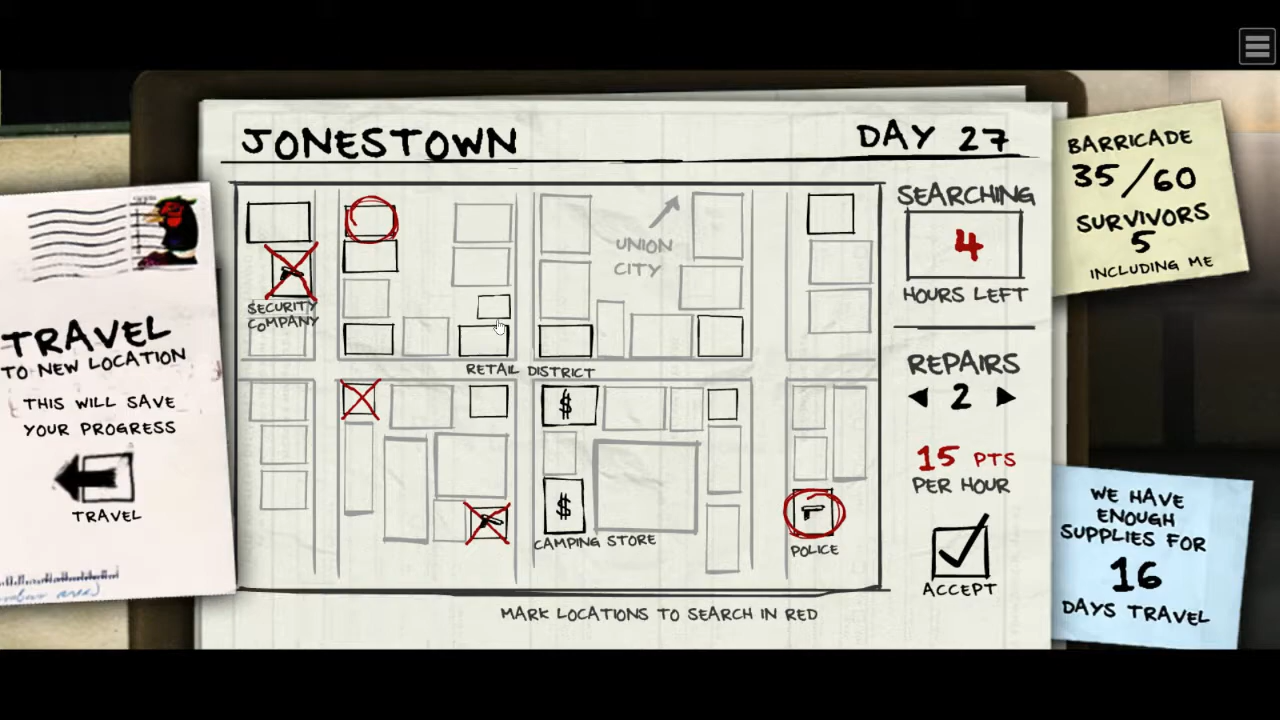 JONESTOWN
DAY 27
UNION
CITY
SECURITY
COMPANY
RETAIL DISTRICT
$
$
CAMPING STORE
POLICE
MARK LOCATIONS TO SEARCH IN RED
SEARCHING
4
HOURS LEFT
REPAIRS
2
15 PTS
PER HOUR
ACCEPT
TRAVEL
TO NEW LOCATION
THIS WILL SAVE
YOUR PROGRESS
TRAVEL
BARRICADE
35/60
SURVIVORS
5
INCLUDING ME
WE HAVE
ENOUGH
SUPPLIES FOR
16
DAYS TRAVEL